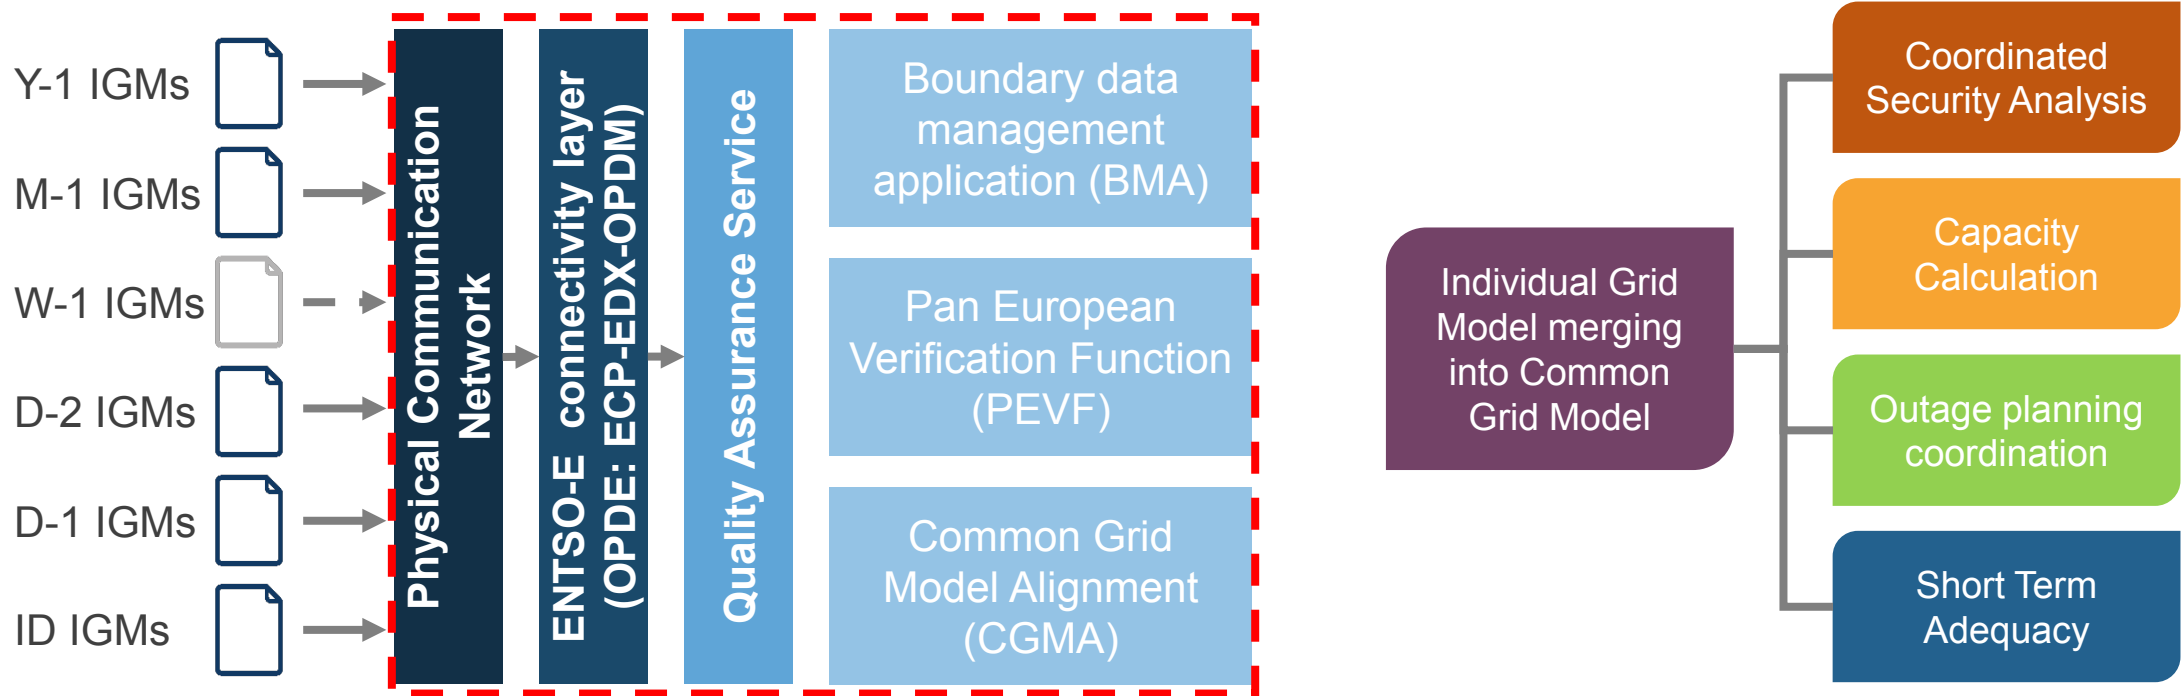 Y-1 IGMs
M-1 IGMs
W-1 IGMs
D-2 IGMs
D-1 IGMs
ID IGMs
Physical Communication
Network
ENTSO-E connectivity layer
(OPDE: ECP-EDX-OPDM)
Quality Assurance Service
Boundary data
management
application (BMA)
Pan European
Verification Function
(PEVF)
Common Grid
Model Alignment
(CGMA)
Individual Grid
Model merging
into Common
Grid Model
Coordinated
Security Analysis
Capacity
Calculation
Outage planning
coordination
Short Term
Adequacy